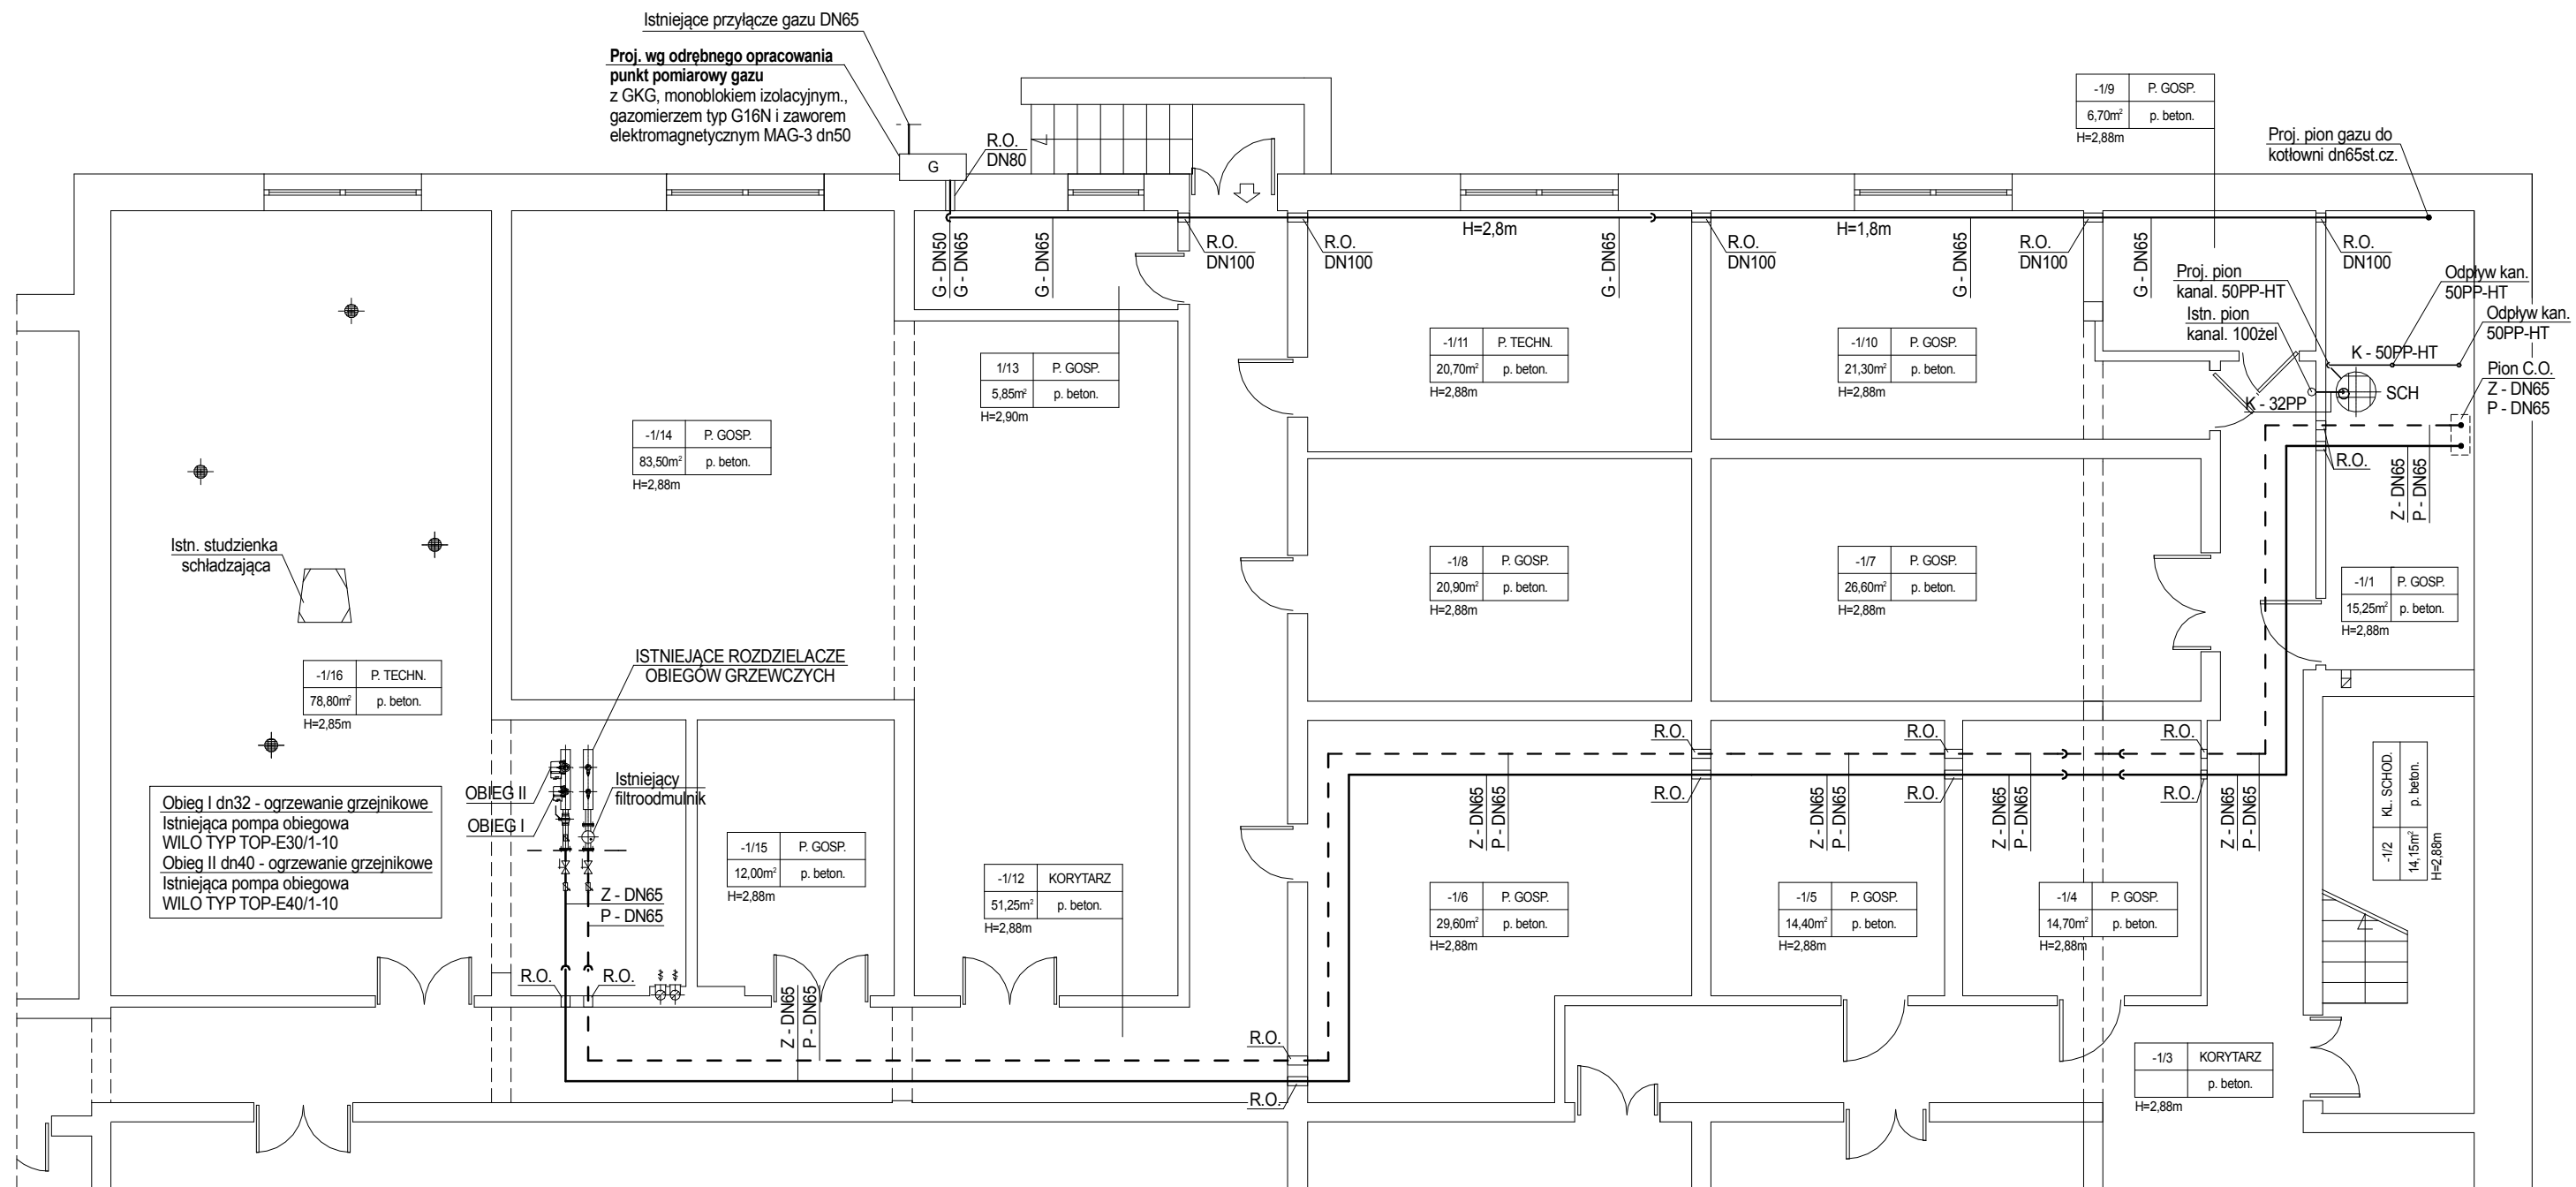 Istniejące przyłącze gazu DN65
Proj. wg odrębnego opracowania
punkt pomiarowy gazu
z GKG, monoblokiem izolacyjnym.,
gazomierzem typ G16N i zaworem
elektromagnetycznym MAG-3 dn50
G
R.O.
DN80
-1/9 P. GOSP.
6,70m² p. beton.
H=2,88m
Proj. pion gazu do
kotłowni dn65st.cz.
G - DN50
G - DN65
G - DN65
R.O.
DN100
R.O.
DN100
H=2,8m
G - DN65
R.O.
DN100
H=1,8m
G - DN65
R.O.
DN100
G - DN65
R.O.
DN100
Proj. pion
kanal. 50PP-HT
Istn. pion
kanal. 100żel
Odpływ kan.
50PP-HT
Odpływ kan.
50PP-HT
K - 50PP-HT
Pion C.O.
Z - DN65
P - DN65
SCH
K - 32PP
R.O.
Z - DN65
P - DN65
1/13 P. GOSP.
5,85m² p. beton.
H=2,90m
-1/11 P. TECHN.
20,70m² p. beton.
H=2,88m
-1/10 P. GOSP.
21,30m² p. beton.
H=2,88m
-1/14 P. GOSP.
83,50m² p. beton.
H=2,88m
Istn. studzienka
schładzająca
-1/8 P. GOSP.
20,90m² p. beton.
H=2,88m
-1/7 P. GOSP.
26,60m² p. beton.
H=2,88m
-1/1 P. GOSP.
15,25m² p. beton.
H=2,88m
ISTNIEJĄCE ROZDZIELACZE
OBIEGÓW GRZEWCZYCH
-1/16 P. TECHN.
78,80m² p. beton.
H=2,85m
Obieg I dn32 - ogrzewanie grzejnikowe
Istniejąca pompa obiegowa
WILO TYP TOP-E30/1-10
Obieg II dn40 - ogrzewanie grzejnikowe
Istniejąca pompa obiegowa
WILO TYP TOP-E40/1-10
OBIEG II
OBIEG I
Istniejący
filtroodmulnik
Z - DN65
P - DN65
R.O.
R.O.
-1/15 P. GOSP.
12,00m² p. beton.
H=2,88m
-1/12 KORYTARZ
51,25m² p. beton.
H=2,88m
Z - DN65
P - DN65
R.O.
R.O.
R.O.
R.O.
R.O.
R.O.
R.O.
R.O.
Z - DN65
P - DN65
Z - DN65
P - DN65
Z - DN65
P - DN65
Z - DN65
P - DN65
-1/6 P. GOSP.
29,60m² p. beton.
H=2,88m
-1/5 P. GOSP.
14,40m² p. beton.
H=2,88m
-1/4 P. GOSP.
14,70m² p. beton.
H=2,88m
-1/2 KL. SCHOD.
14,15m² p. beton.
H=2,88m
-1/3 KORYTARZ
p. beton.
H=2,88m